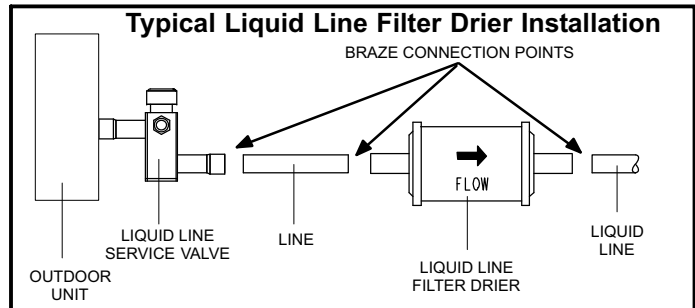 Typical Liquid Line Filter Drier Installation
BRAZE CONNECTION POINTS
FLOW
LIQUID LINE
SERVICE VALVE
LINE
LIQUID
LINE
OUTDOOR
UNIT
LIQUID LINE
FILTER DRIER